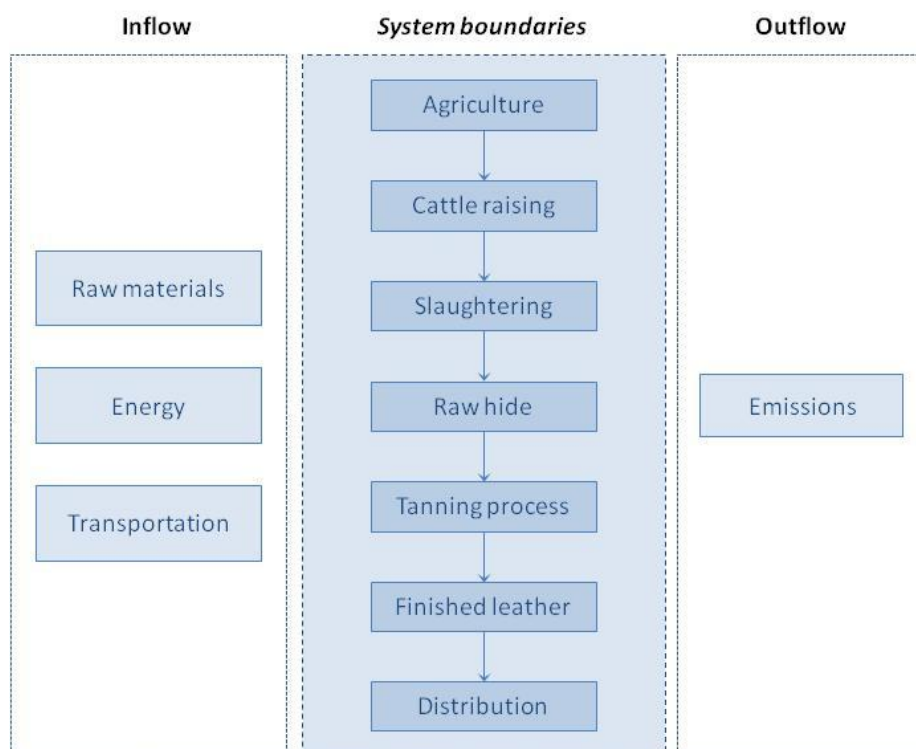 Inflow
System boundaries
Outflow
Raw materials
Energy
Transportation
Agriculture
Cattle raising
Slaughtering
Raw hide
Tanning process
Finished leather
Distribution
Emissions